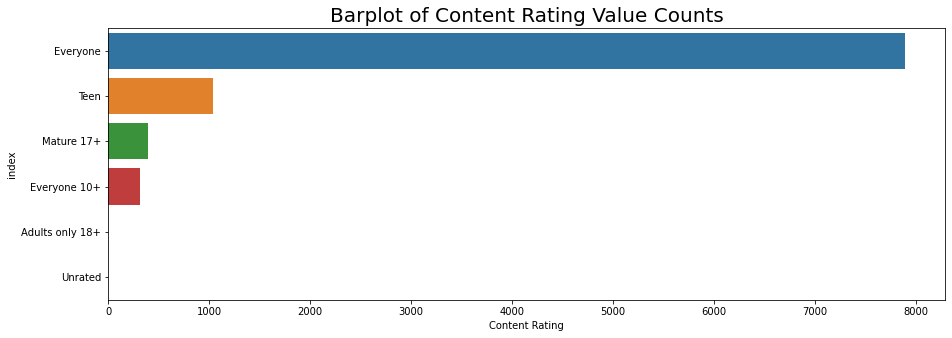 Barplot of Content Rating Value Counts
index
Everyone
Teen
Mature 17+
Everyone 10+
Adults only 18+
Unrated
0 1000 2000 3000 4000 5000 6000 7000 8000
Content Rating